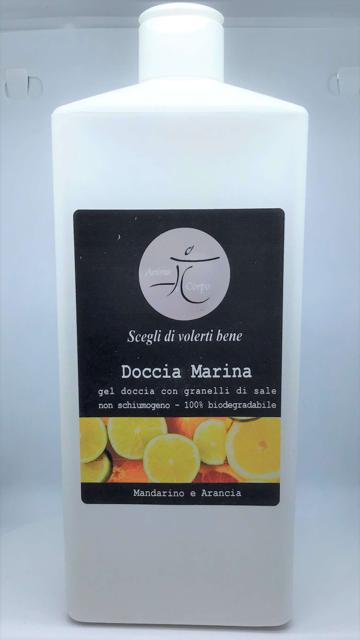 Anima
Corpo
Scegli di volerti bene
Doccia Marina
gel doccia con granelli di sale
non schiumogeno - 100% biodegradabile
Mandarino e Arancia